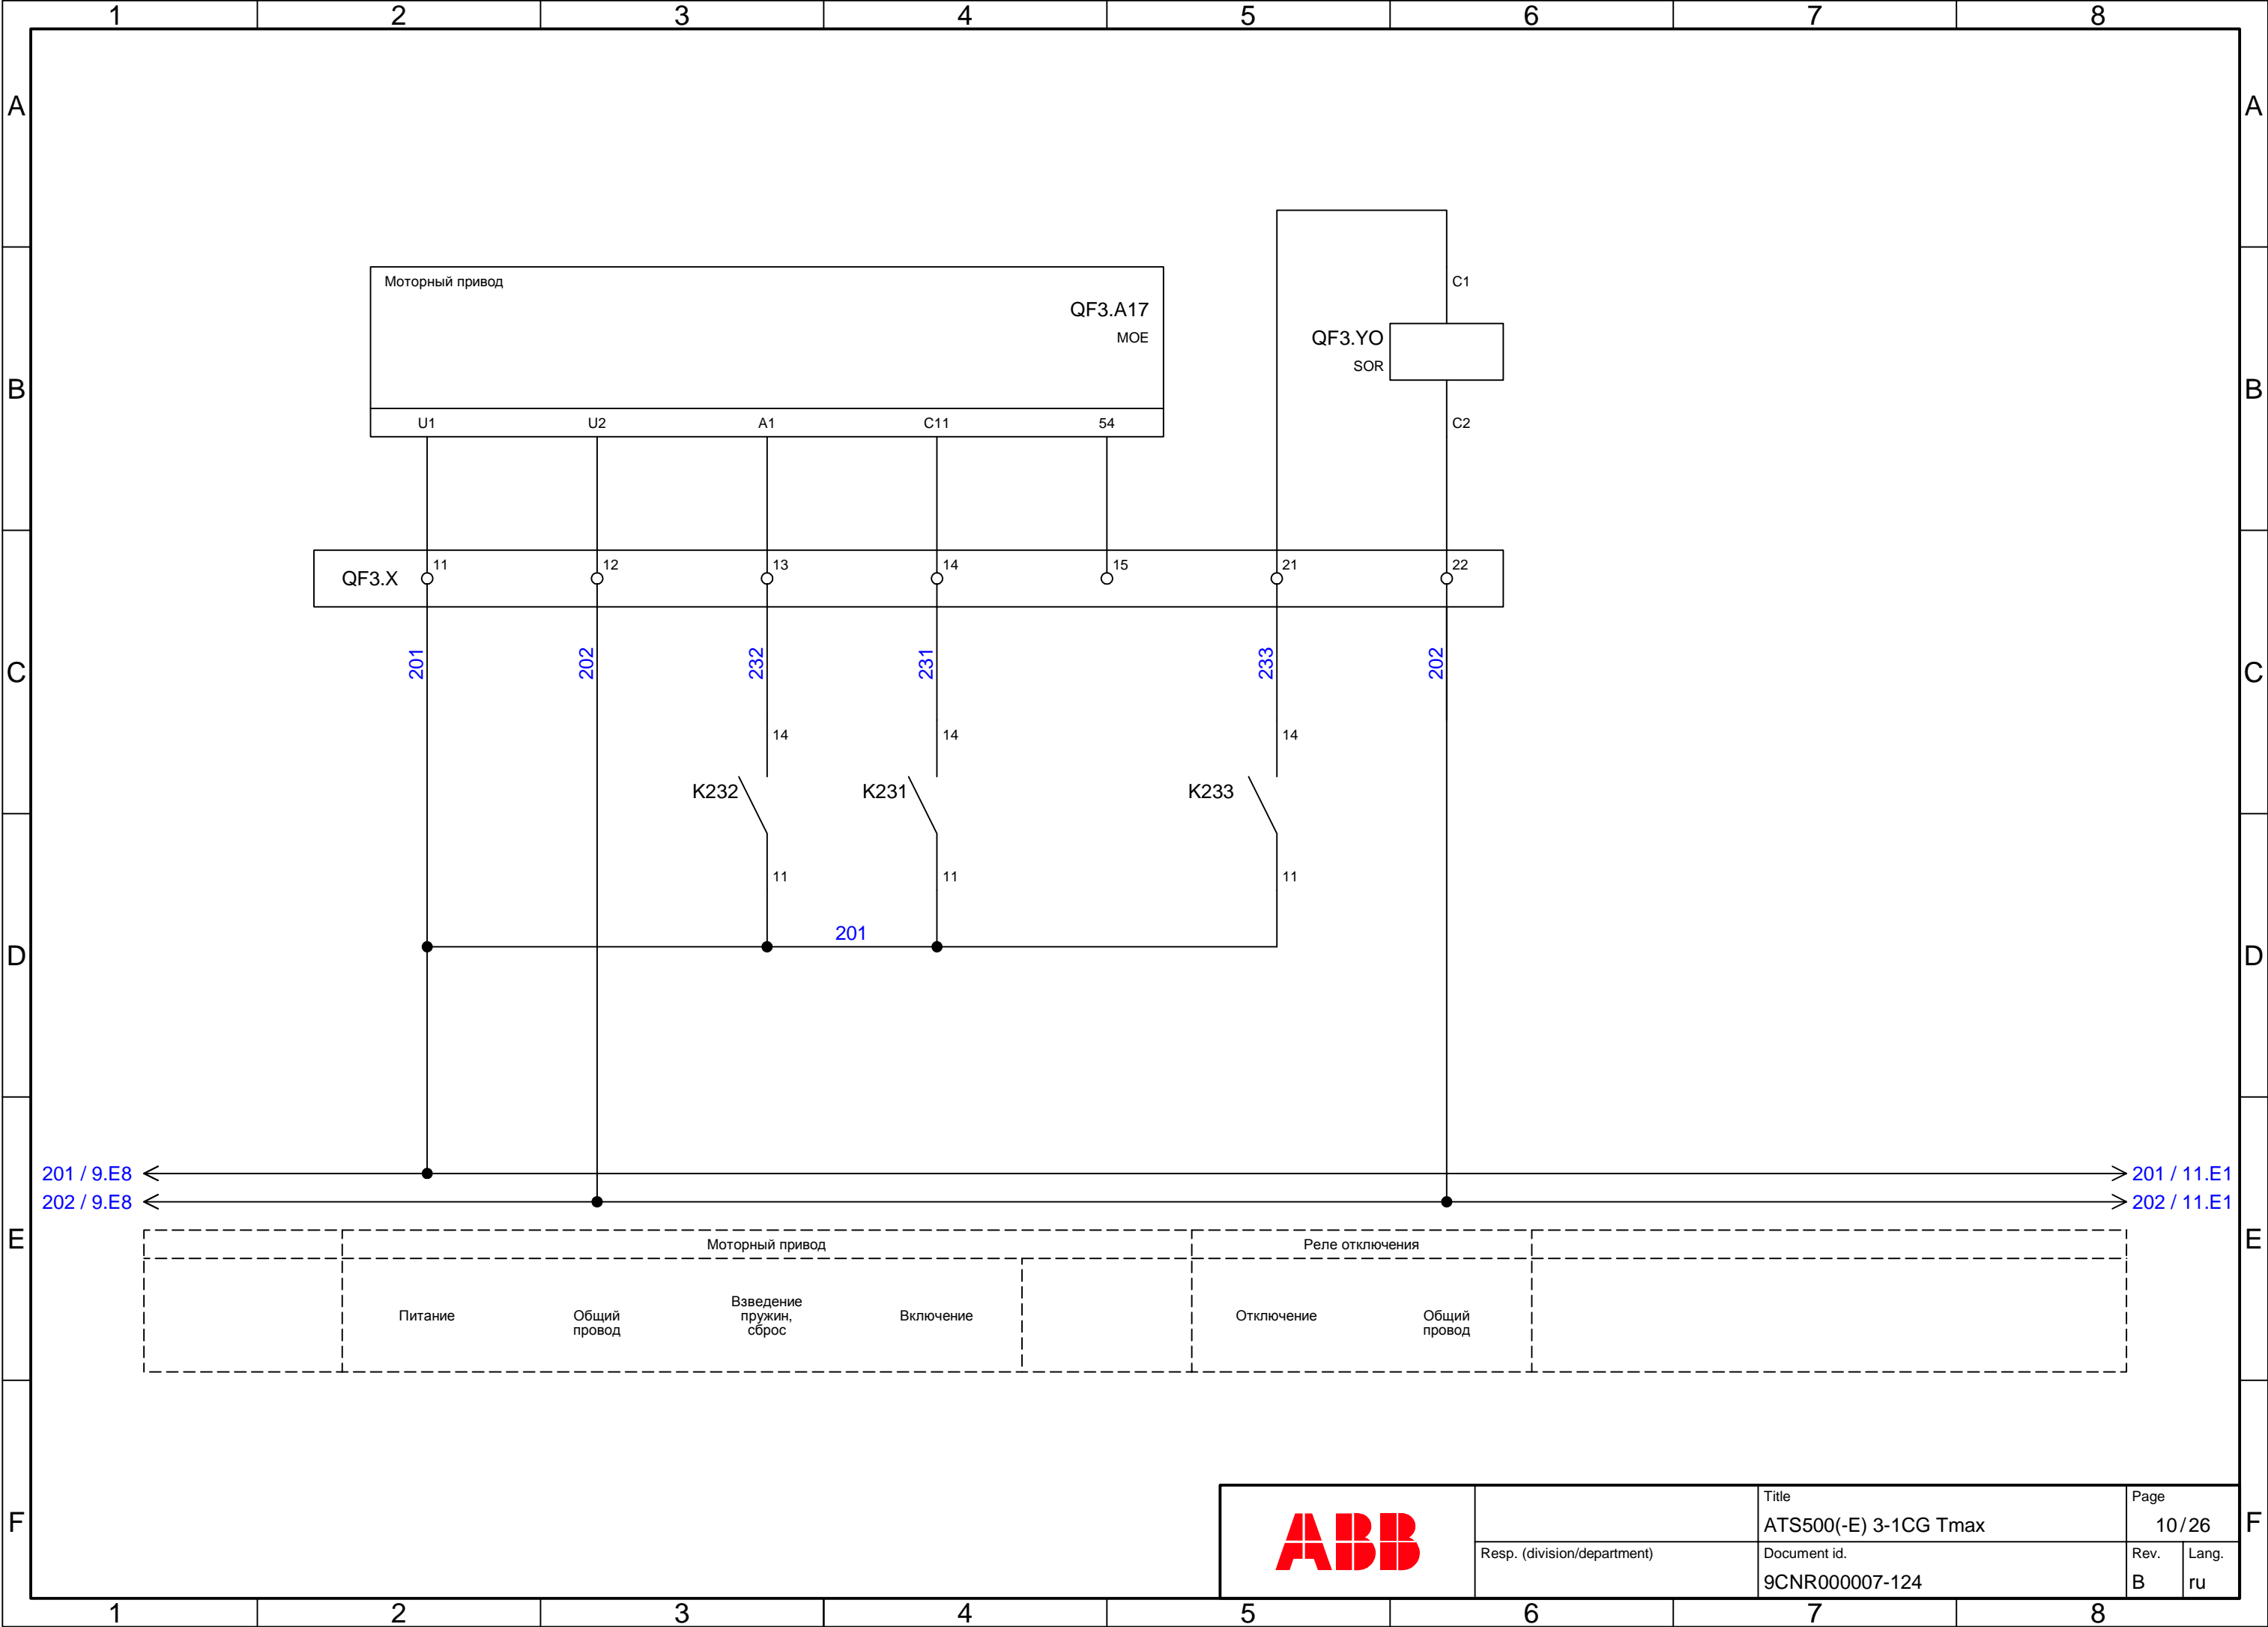 1 2 3 4 5 6 7 8
A A
Моторный привод
QF3.A17
MOE
C1
QF3.YO
SOR
B B
U1 U2 A1 C11 54
C2
QF3.X 11 12 13 14 15 21 22
201 202 232 231 233 202
C C
14 14 14
K232 K231 K233
11 11 11
201
D D
201 / 9.E8 201 / 11.E1
202 / 9.E8 202 / 11.E1
E E
Моторный привод Реле отключения
Питание
Общий
провод
Взведение
пружин,
сброс
Включение
Отключение
Общий
провод
F F
ABB
Title
ATS500(-E) 3-1CG Tmax
Page
10/26
Resp. (division/department)
Document id.
9CNR000007-124
Rev.
B
Lang.
ru
1 2 3 4 5 6 7 8